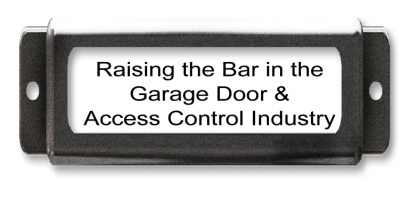 Raising the Bar in the
Garage Door &
Access Control Industry